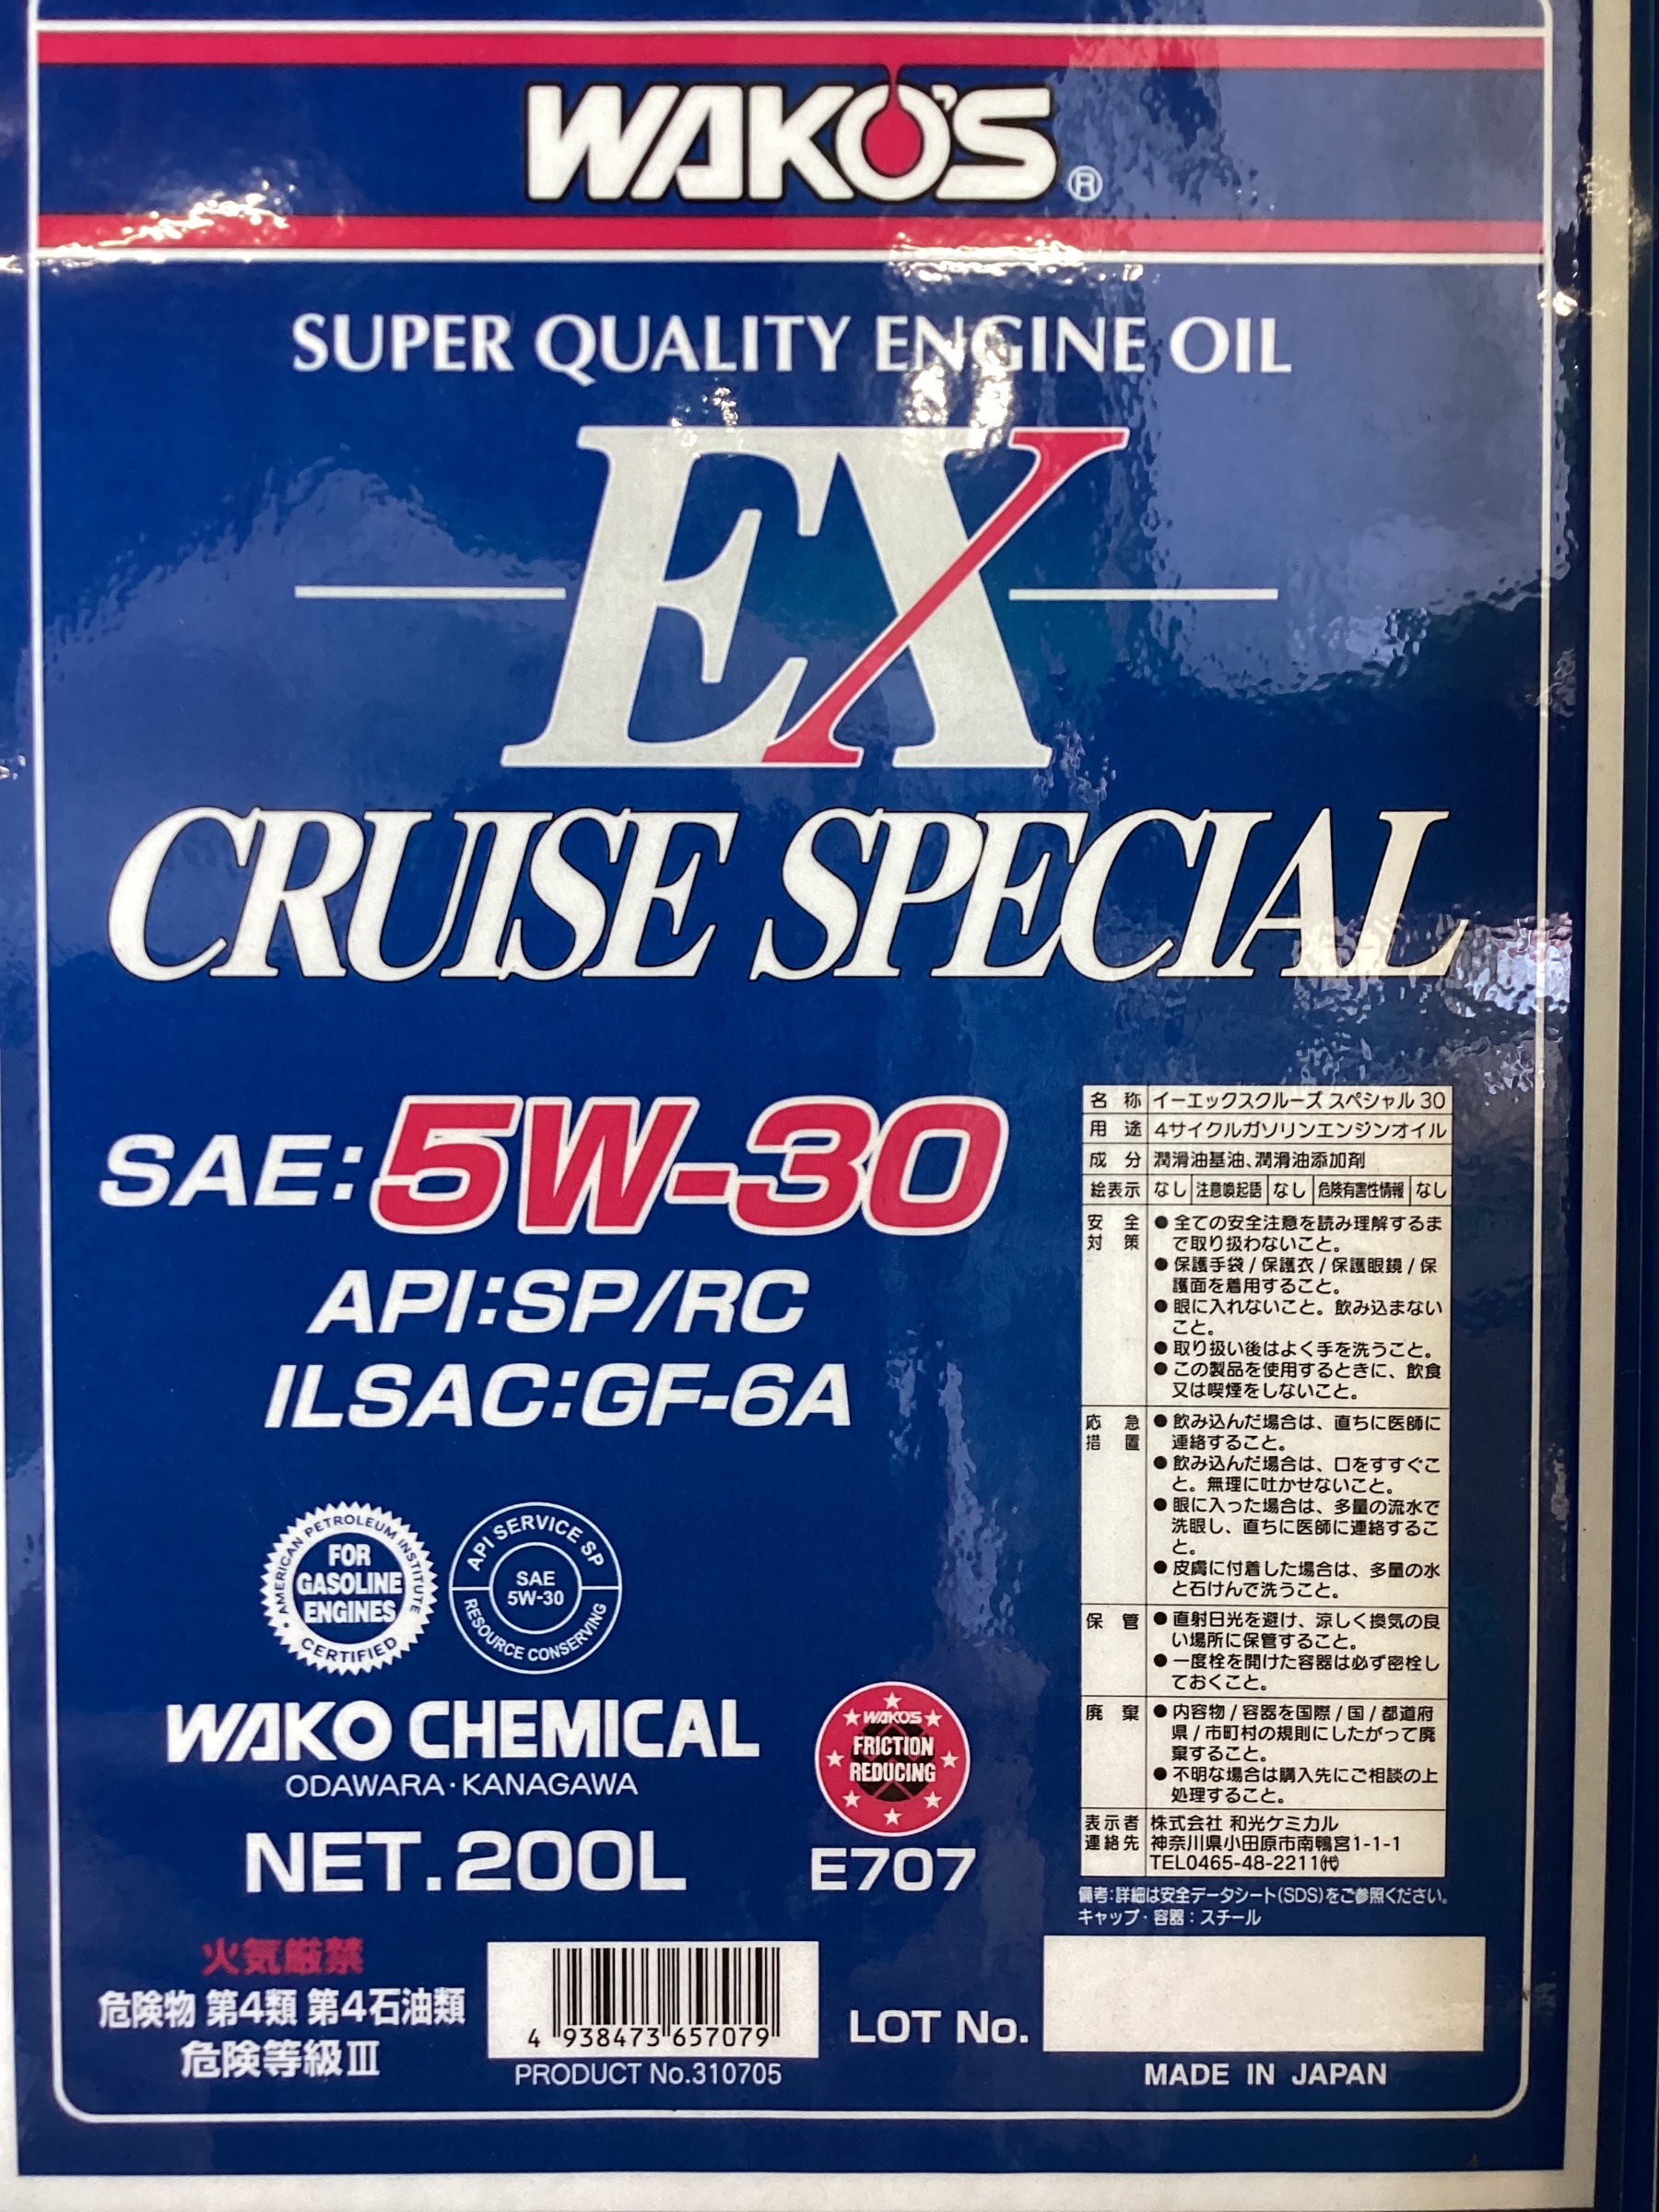 WAKO'S®
SUPER QUALITY ENGINE OIL
EX
CRUISE SPECIAL
SAE:5W-30
API:SP/RC
ILSAC:GF-6A
AMERICAN PETROLEUM INSTITUTE
FOR
GASOLINE
ENGINES
CERTIFIED
API SERVICE SP
SAE
5W-30
RESOURCE CONSERVING
WAKO CHEMICAL
ODAWARA・KANAGAWA
NET.200L
WAKO'S
FRICTION
REDUCING
E707
名称 イーエックスクルーズ スペシャル 30
用途 4サイクルガソリンエンジンオイル
成分 潤滑油基油、潤滑油添加剤
絵表示 なし 注意喚起語 なし 危険有害性情報 なし
安全
対策
●全ての安全注意を読み理解するま
で取り扱わないこと。
●保護手袋/保護衣/保護眼鏡/保
護面を着用すること。
●眼に入れないこと。飲み込まない
こと。
●取り扱い後はよく手を洗うこと。
●この製品を使用するときに、飲食
又は喫煙をしないこと。
応急
措置
●飲み込んだ場合は、直ちに医師に
連絡すること。
●飲み込んだ場合は、口をすすぐこ
と。無理に吐かせないこと。
●眼に入った場合は、多量の流水で
洗眼し、直ちに医師に連絡するこ
と。
●皮膚に付着した場合は、多量の水
と石けんで洗うこと。
保管
●直射日光を避け、涼しく換気の良
い場所に保管すること。
●一度栓を開けた容器は必ず密栓し
ておくこと。
廃棄
●内容物/容器を国際/国/都道府
県/市町村の規則にしたがって廃
棄すること。
●不明な場合は購入先にご相談の上
処理すること。
表示者
連絡先
株式会社 和光ケミカル
神奈川県小田原市南鴨宮1-1-1
TEL0465-48-2211㈹
備考:詳細は安全データシート(SDS)をご参照ください。
キャップ・容器:スチール
火気厳禁
危険物 第4類 第4石油類
危険等級Ⅲ
4 938473 657079
PRODUCT No.310705
LOT No.
MADE IN JAPAN